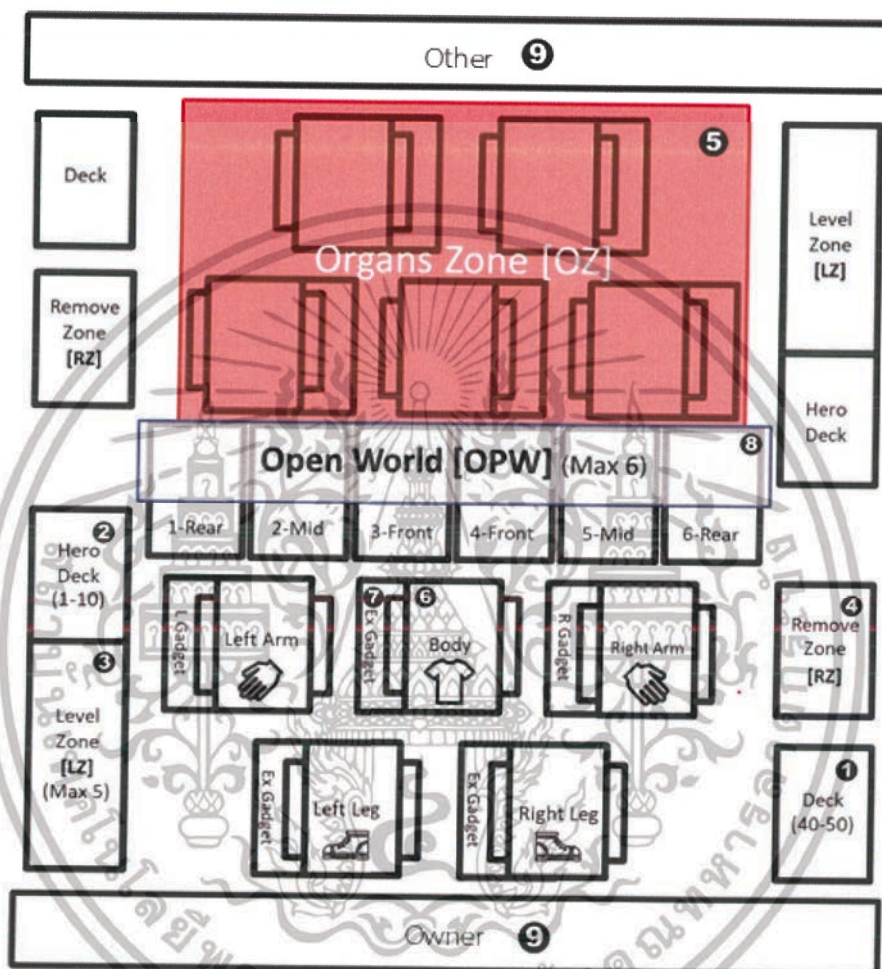 Other ❾
Deck
❺
Level
Zone
[LZ]
Organs Zone [OZ]
Remove
Zone
[RZ]
Hero
Deck
❽
Open World [OPW] (Max 6)
1-Rear
2-Mid
3-Front
4-Front
5-Mid
6-Rear
❷
Hero
Deck
(1-10)
L Gadget
Left Arm
❼
Ex Gadget
❻
Body
R Gadget
Right Arm
❹
Remove
Zone
[RZ]
❸
Level
Zone
[LZ]
(Max 5)
Ex Gadget
Left Leg
Ex Gadget
Right Leg
❶
Deck
(40-50)
Owner ❾